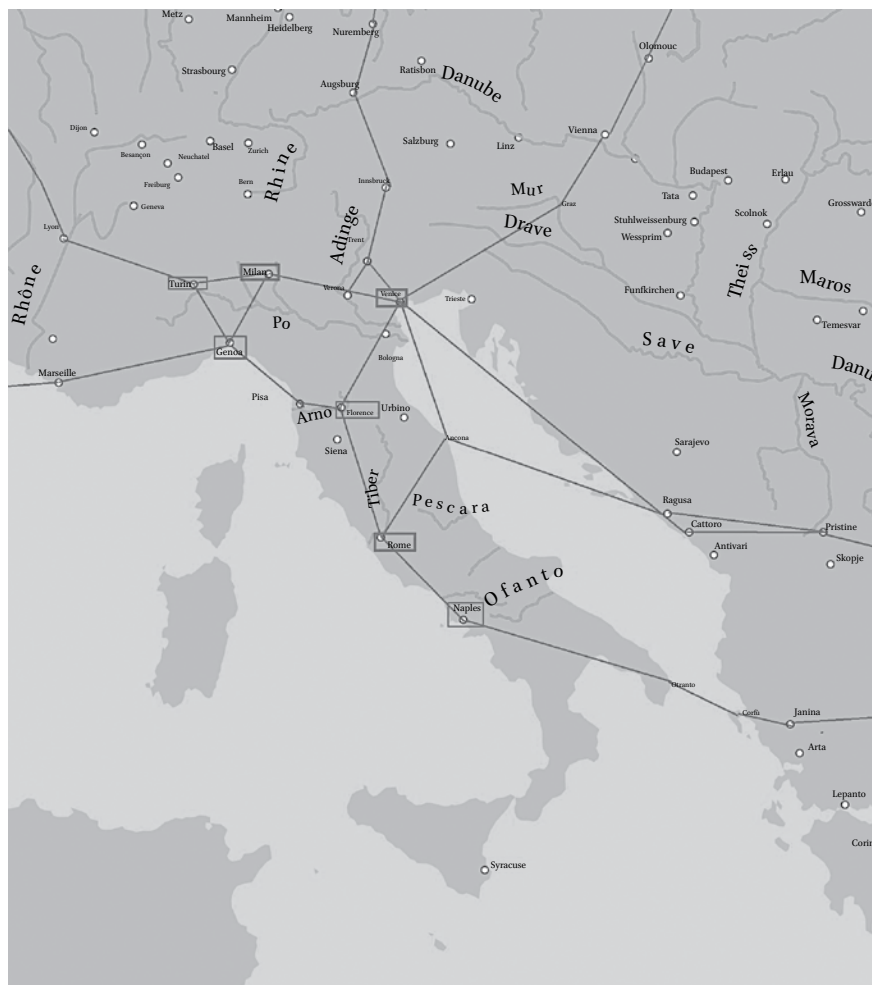 Metz
Mannheim
Heidelberg
Nuremberg
Olomouc
Strasbourg
Ratisbon
Danube
Augsburg
Dijon
Besançon
Neuchatel
Basel
Zurich
Freiburg
Bern
Geneva
Rhine
Salzburg
Linz
Vienna
Innsbruck
Mur
Graz
Drave
Budapest
Erlau
Tata
Stuhlweissenburg
Wessprim
Scolnok
Grossward
Lyon
Adinge
Trent
Rhône
Turin
Milan
Verona
Venice
Trieste
Funfkirchen
Theiss
Maros
Temesvar
Po
Genoa
Bologna
Save
Danu
Marseille
Pisa
Arno
Florence
Urbino
Siena
Ancona
Morava
Sarajevo
Tiber
Pescara
Ragusa
Cattoro
Pristine
Rome
Antivari
Skopje
Ofanto
Naples
Otranto
Corfù
Janina
Arta
Lepanto
Corin
Syracuse